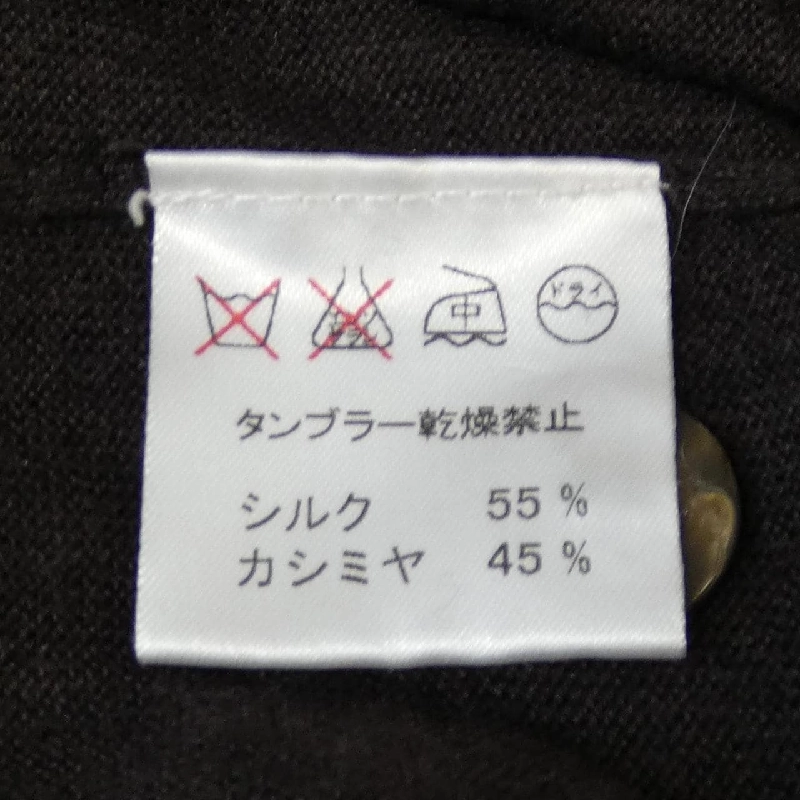 中 ドライ
タンブラー乾燥禁止
シルク 55 %
カシミヤ 45 %